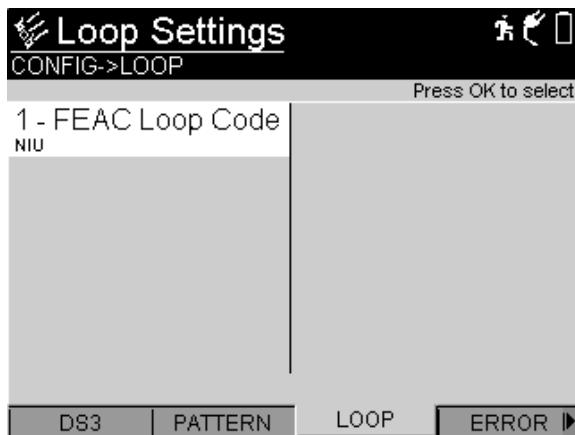 Loop Settings
CONFIG->LOOP
Press OK to select
1 - FEAC Loop Code
NIU
DS3 PATTERN LOOP ERROR